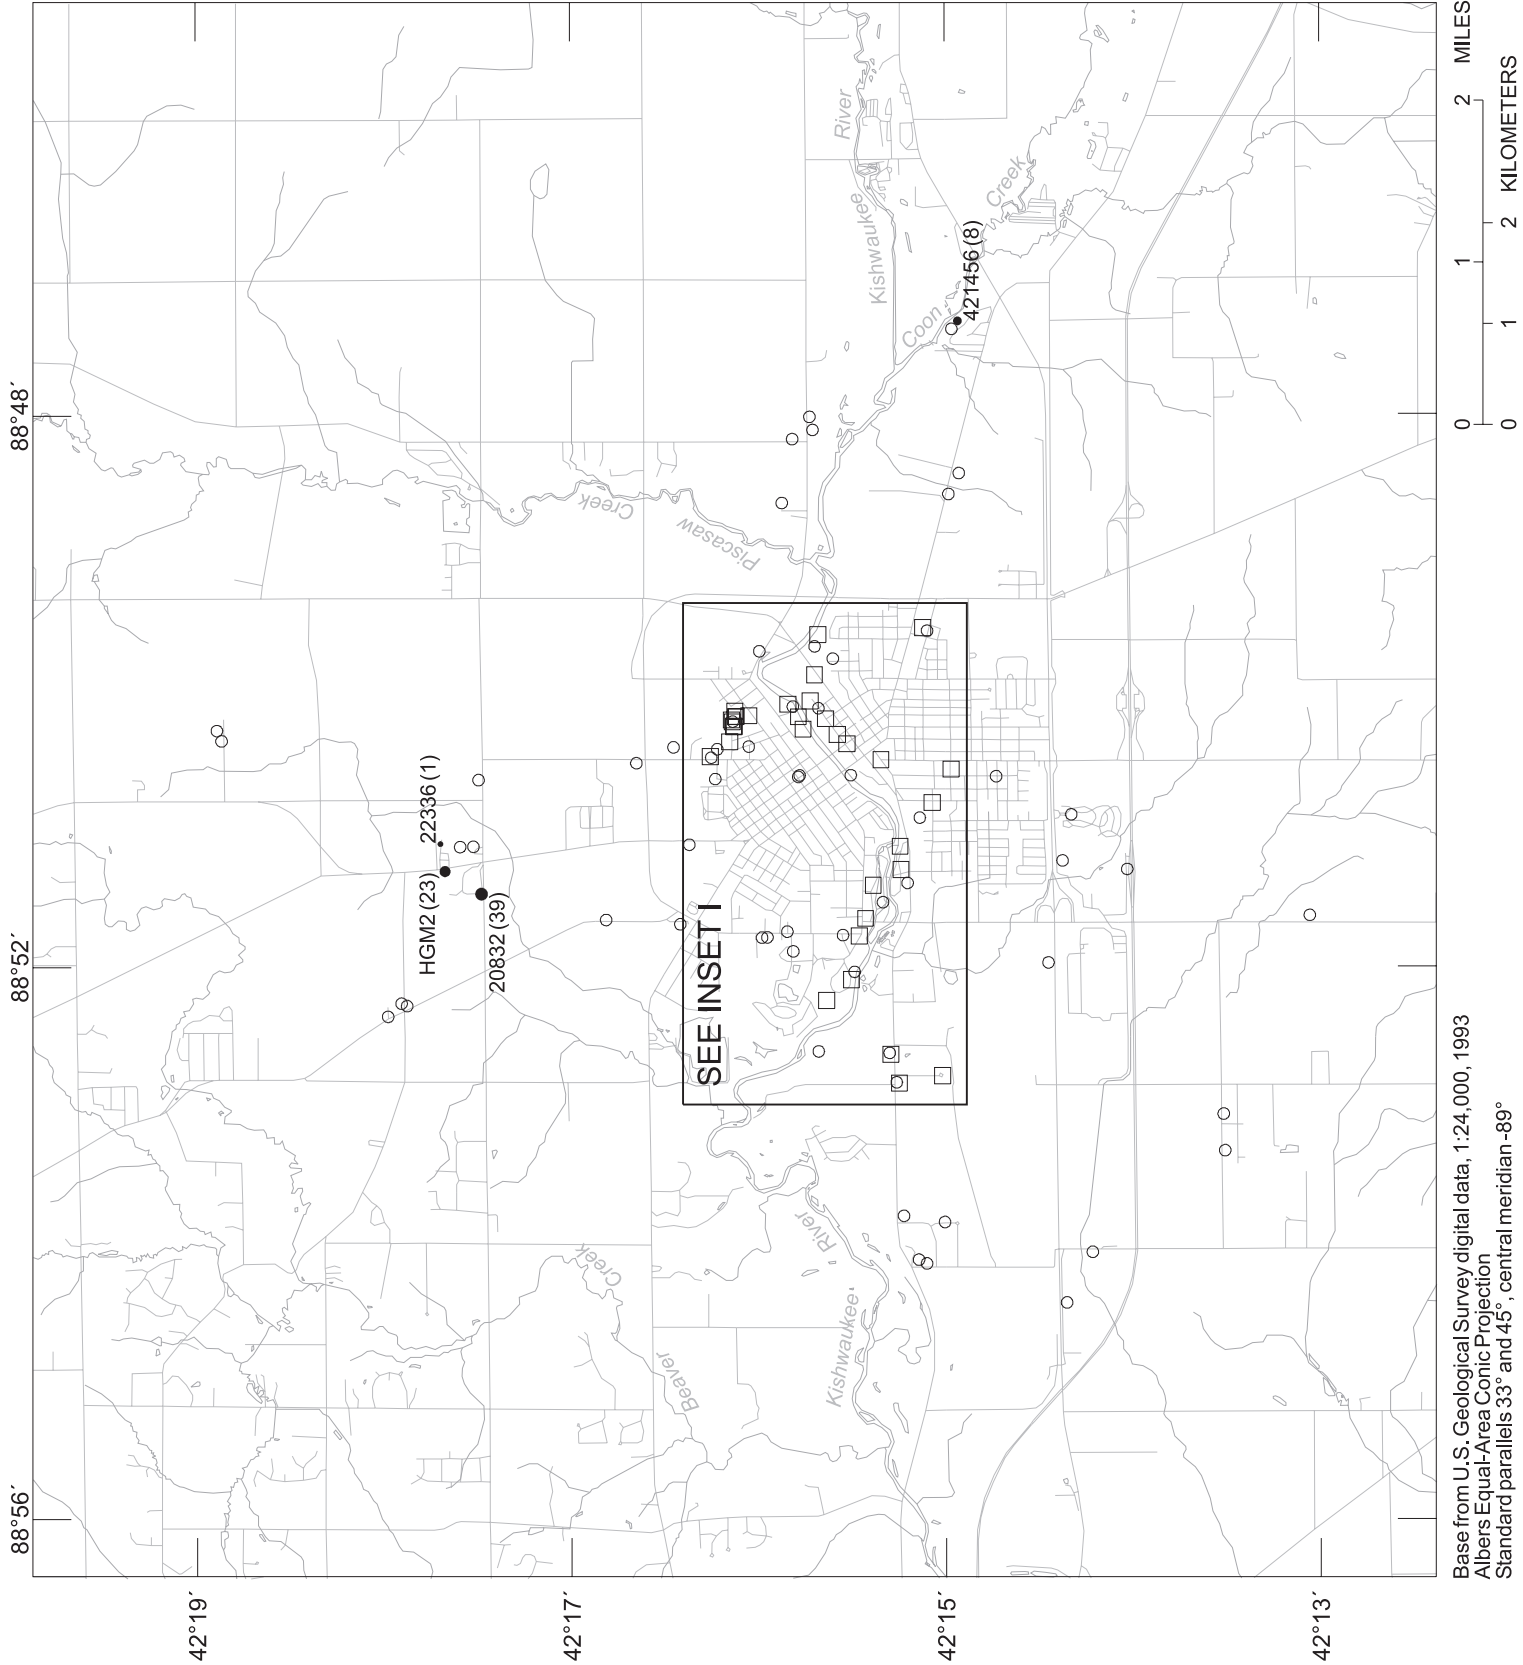 88°56´
88°52´
88°48´
42°19´
42°17´
42°15´
42°13´
HGM2 (23)
22336 (1)
20832 (39)
SEE INSET I
Piscasaw
Creek
Kishwaukee
River
Coon
Creek
421456 (8)
Beaver
Creek
Kishwaukee
River
Base from U.S. Geological Survey digital data, 1:24,000, 1993
Albers Equal-Area Conic Projection
Standard parallels 33° and 45°, central meridian -89°
0 1 2 MILES
0 1 2 KILOMETERS